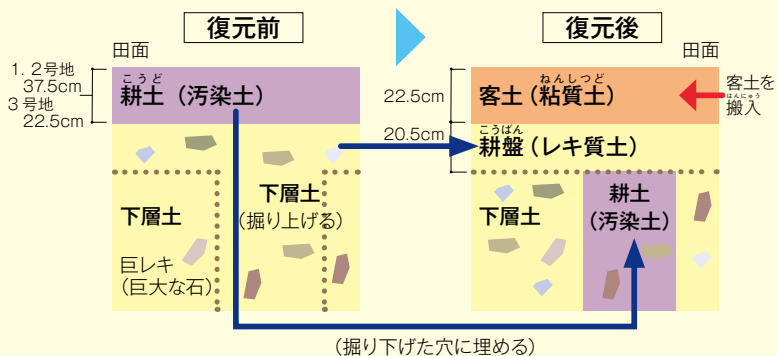 復元前
復元後
田面
田面
1.2号地
37.5cm
3号地
22.5cm
こうど
耕土(汚染土)
下層土
下層土
(掘り上げる)
巨レキ
(巨大な石)
22.5cm
20.5cm
ねんしつど
客土(粘質土)
客土を
はんにゅう
搬入
こうばん
耕盤(レキ質土)
下層土
耕土
(汚染土)
(掘り下げた穴に埋める)